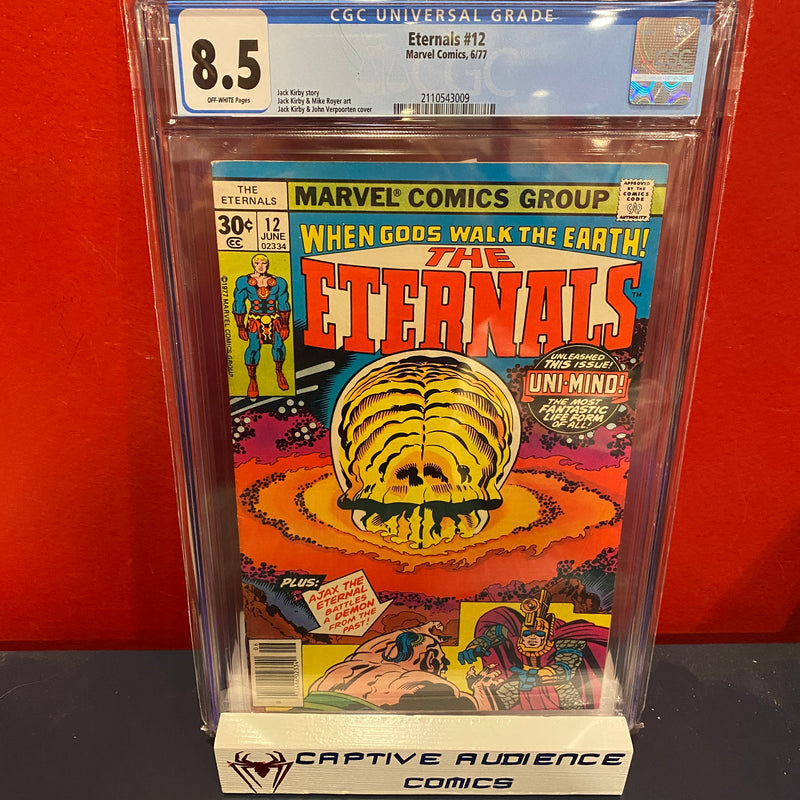 CGC UNIVERSAL GRADE
8.5
OFF-WHITE Pages
Eternals #12
Marvel Comics, 6/77
Jack Kirby story
Jack Kirby & Mike Royer art
Jack Kirby & John Verpoorten cover
2110543009
CGC
THE
ETERNALS
MARVEL® COMICS GROUP
APPROVED
BY THE
COMICS
CODE
AUTHORITY
30¢
CC
12
JUNE
02334
WHEN GODS WALK THE EARTH!
THE
ETERNALS™
©1977 MARVEL COMICS GROUP
UNLEASHED
THIS ISSUE!
UNI-MIND!
THE MOST
FANTASTIC
LIFE FORM
OF ALL!
PLUS:
AJAX THE
ETERNAL
BATTLES
A DEMON
FROM THE
PAST!
CAPTIVE AUDIENCE
COMICS